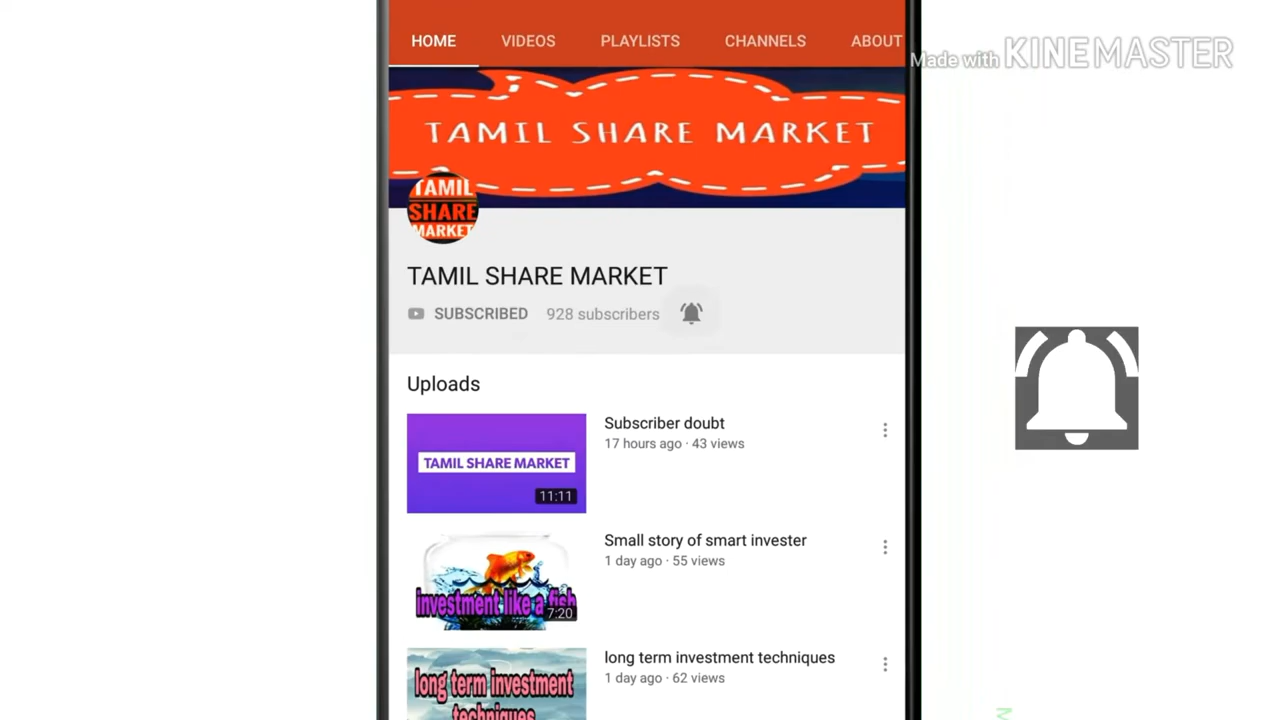 HOME VIDEOS PLAYLISTS CHANNELS ABOUT
Made with KINEMASTER
TAMIL SHARE MARKET
TAMIL
SHARE
MARKET
TAMIL SHARE MARKET
SUBSCRIBED 928 subscribers
Uploads
TAMIL SHARE MARKET
11:11
Subscriber doubt
17 hours ago · 43 views
investment like a fish
7:20
Small story of smart invester
1 day ago · 55 views
long term investment
techniques
long term investment techniques
1 day ago · 62 views